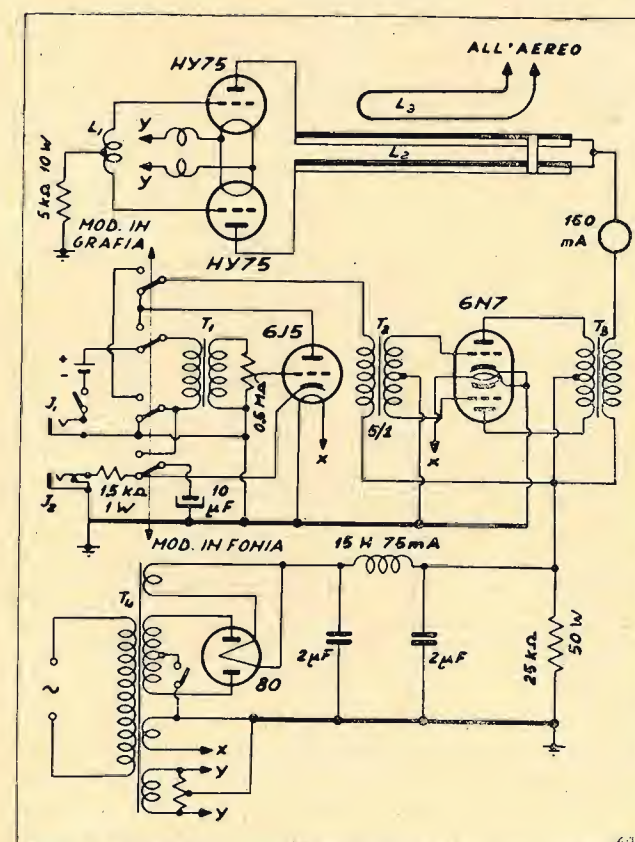 ALL'AEREO
HY75
L3
L1
Y
Y
L2
5 kΩ 10 W
160
mA
MOD. IN
GRAFIA
HY75
T1
6J5
T2
6N7
T3
+
-
J1
0,5 MΩ
5/1
X
X
J2
1,5 kΩ
1 W
10
µF
MOD. IN FONIA
15 H 75 mA
T4
80
2µF
2µF
25 kΩ
50 W
~
X
Y
Y